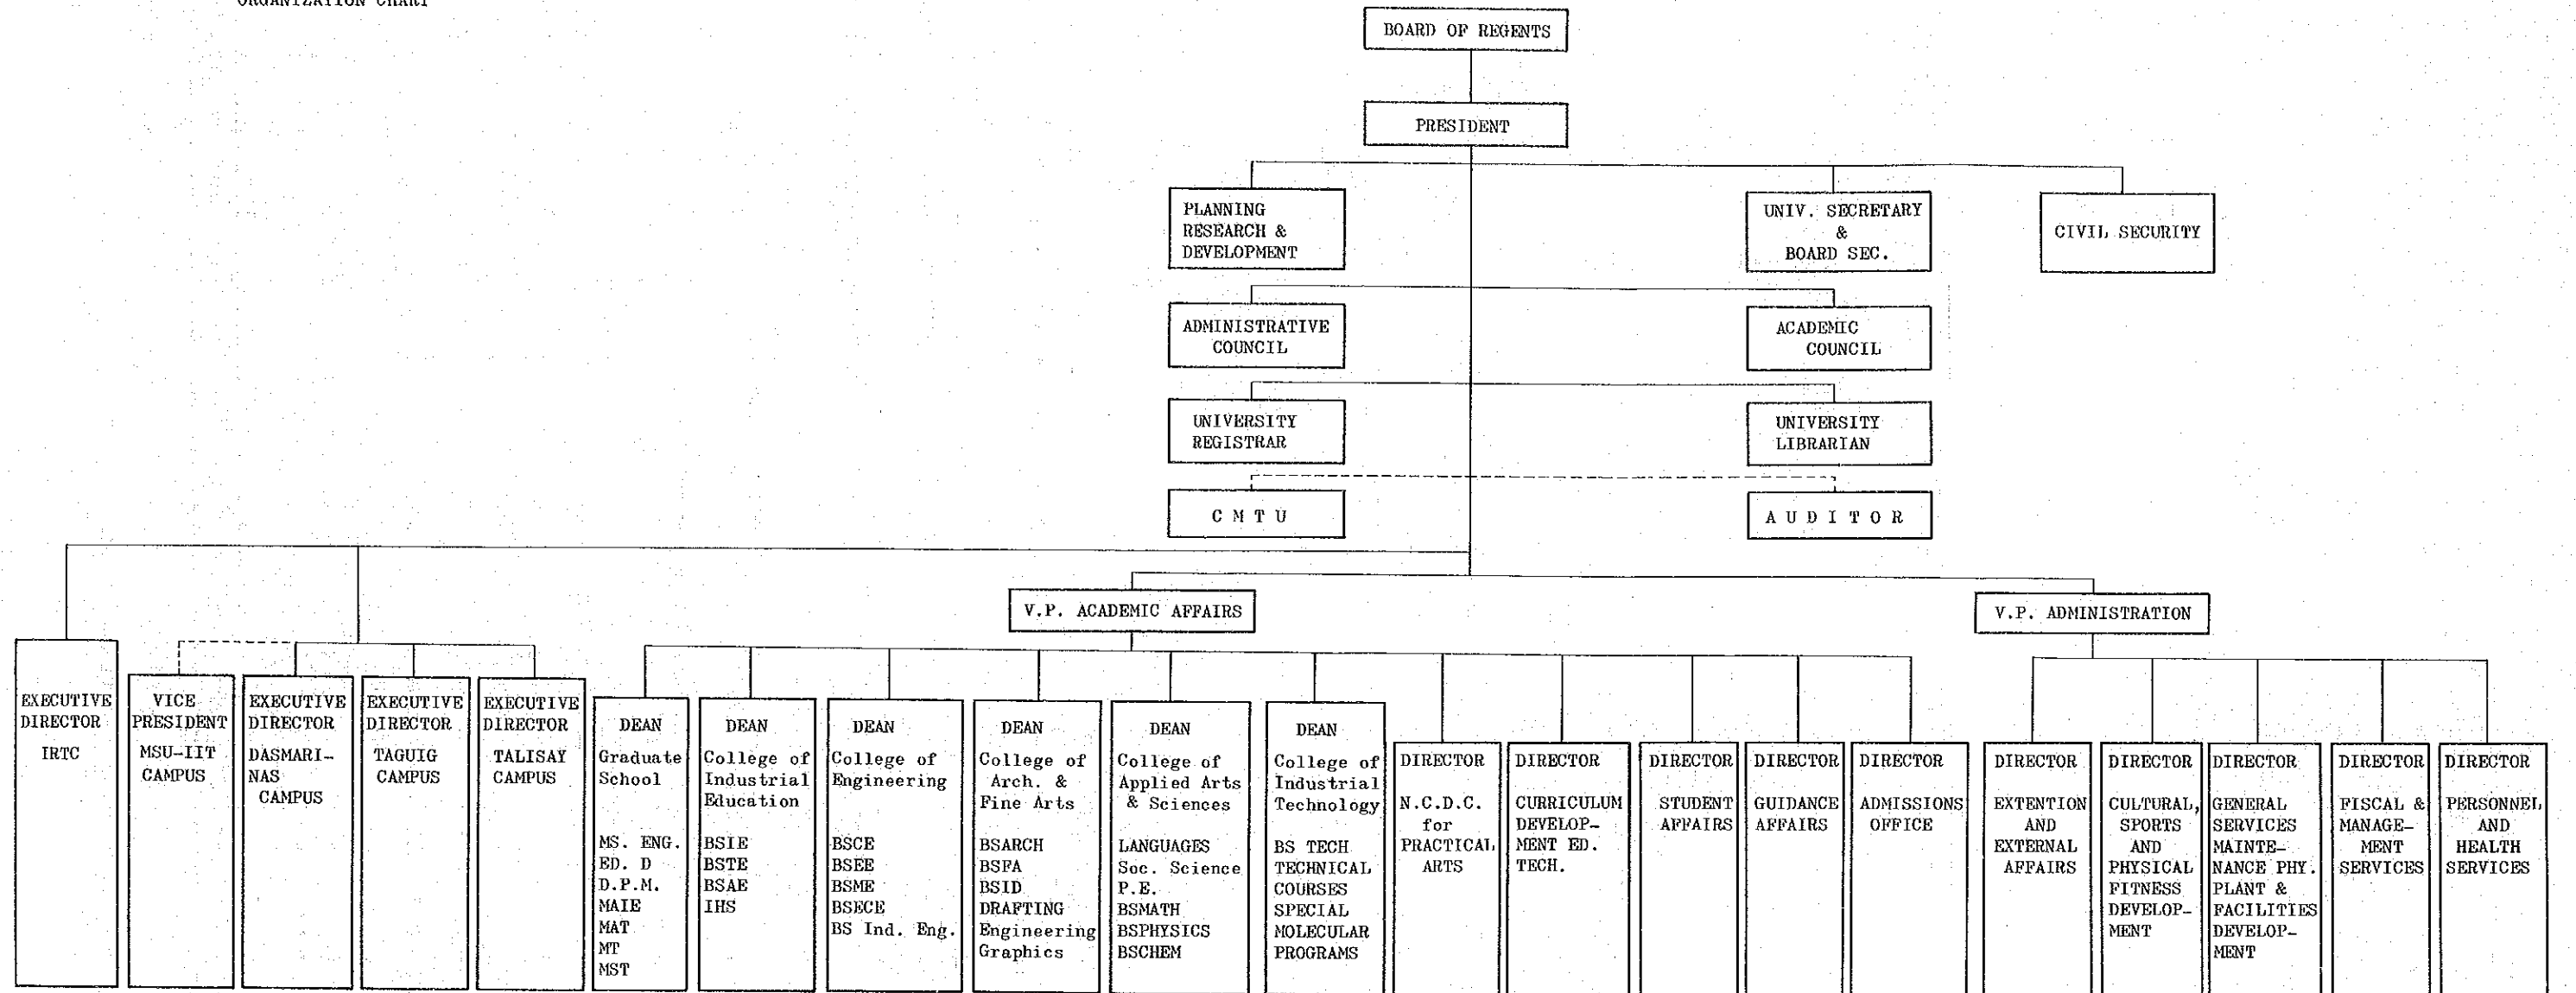 ORGANIZATION CHART
BOARD OF REGENTS
PRESIDENT
PLANNING
RESEARCH &
DEVELOPMENT
UNIV. SECRETARY
&
BOARD SEC.
CIVIL SECURITY
ADMINISTRATIVE
COUNCIL
ACADEMIC
COUNCIL
UNIVERSITY
REGISTRAR
UNIVERSITY
LIBRARIAN
C M T U
A U D I T O R
V.P. ACADEMIC AFFAIRS
V.P. ADMINISTRATION
EXECUTIVE
DIRECTOR
IRTC
VICE
PRESIDENT
MSU-IIT
CAMPUS
EXECUTIVE
DIRECTOR
DASMARI-
NAS
CAMPUS
EXECUTIVE
DIRECTOR
TAGUIG
CAMPUS
EXECUTIVE
DIRECTOR
TALISAY
CAMPUS
DEAN
Graduate
School
MS. ENG.
ED. D
D.P.M.
MAIE
MAT
MT
MST
DEAN
College of
Industrial
Education
BSIE
BSTE
BSAE
IHS
DEAN
College of
Engineering
BSCE
BSEE
BSME
BSECE
BS Ind. Eng.
DEAN
College of
Arch. &
Fine Arts
BSARCH
BSFA
BSID
DRAFTING
Engineering
Graphics
DEAN
College of
Applied Arts
& Sciences
LANGUAGES
Soc. Science
P.E.
BSMATH
BSPHYSICS
BSCHEM
DEAN
College of
Industrial
Technology
BS TECH
TECHNICAL
COURSES
SPECIAL
MOLECULAR
PROGRAMS
DIRECTOR
N.C.D.C.
for
PRACTICAL
ARTS
DIRECTOR
CURRICULUM
DEVELOP-
MENT ED.
TECH.
DIRECTOR
STUDENT
AFFAIRS
DIRECTOR
GUIDANCE
AFFAIRS
DIRECTOR
ADMISSIONS
OFFICE
DIRECTOR
EXTENTION
AND
EXTERNAL
AFFAIRS
DIRECTOR
CULTURAL,
SPORTS
AND
PHYSICAL
FITNESS
DEVELOP-
MENT
DIRECTOR
GENERAL
SERVICES
MAINTE-
NANCE PHY.
PLANT &
FACILITIES
DEVELOP-
MENT
DIRECTOR
FISCAL &
MANAGE-
MENT
SERVICES
DIRECTOR
PERSONNEL
AND
HEALTH
SERVICES